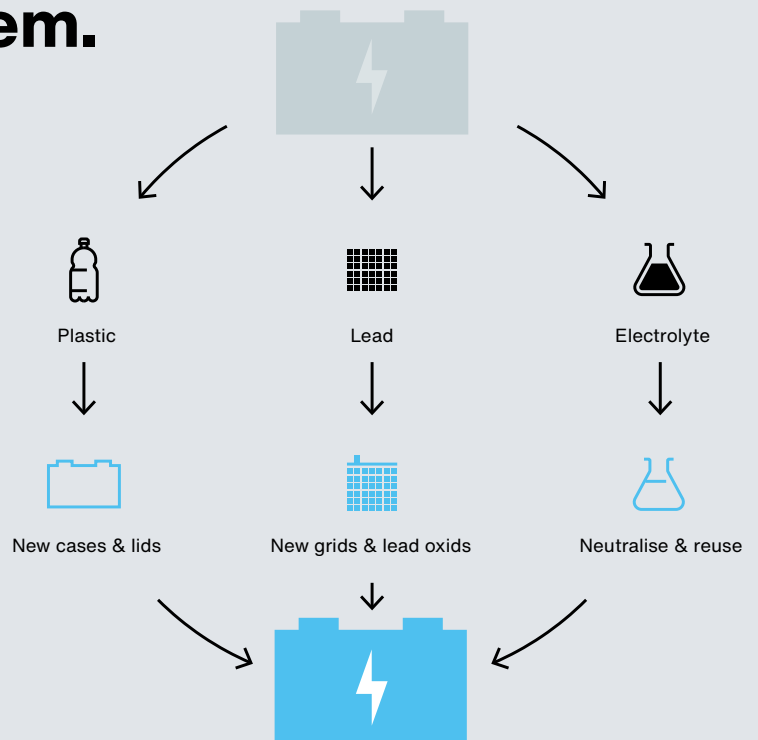 em.
Plastic
Lead
Electrolyte
New cases & lids
New grids & lead oxids
Neutralise & reuse